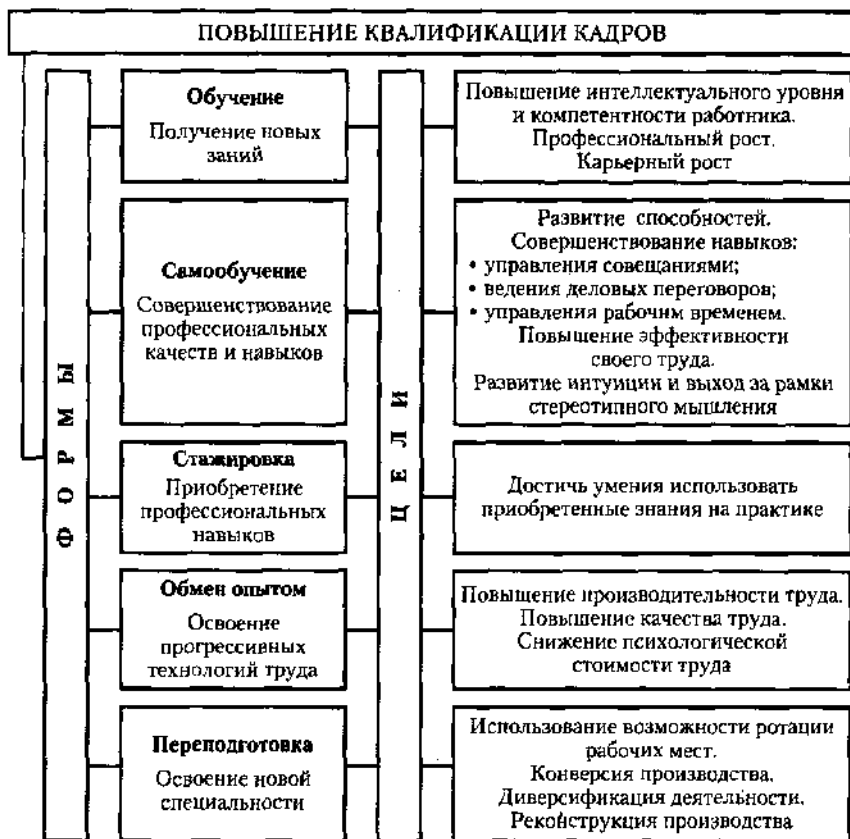 ПОВЫШЕНИЕ КВАЛИФИКАЦИИ КАДРОВ
ФОРМЫ
Обучение
Получение новых
заний
Самообучение
Совершенствование
профессиональных
качеств и навыков
Стажировка
Приобретение
профессиональных
навыков
Обмен опытом
Освоение
прогрессивных
технологий труда
Переподготовка
Освоение новой
специальности
ЦЕЛИ
Повышение интеллектуального уровня
и компетентности работника.
Профессиональный рост.
Карьерный рост
Развитие способностей.
Совершенствование навыков:
• управления совещаниями;
• ведения деловых переговоров;
• управления рабочим временем.
Повышение эффективности
своего труда.
Развитие интуиции и выход за рамки
стереотипного мышления
Достичь умения использовать
приобретенные знания на практике
Повышение производительности труда.
Повышение качества труда.
Снижение психологической
стоимости труда
Использование возможности ротации
рабочих мест.
Конверсия производства.
Диверсификация деятельности.
Реконструкция производства